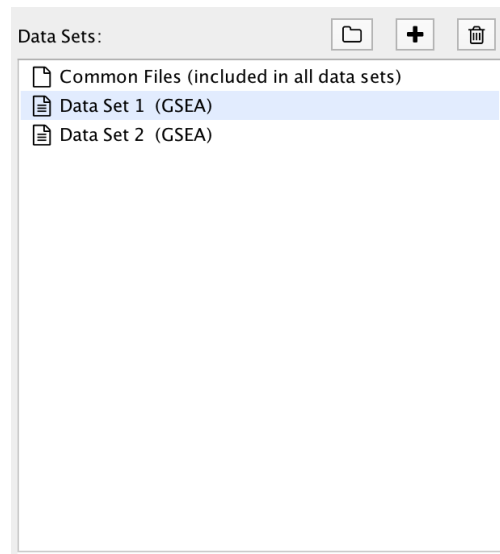 Data Sets:
Common Files (included in all data sets)
Data Set 1  (GSEA)
Data Set 2  (GSEA)